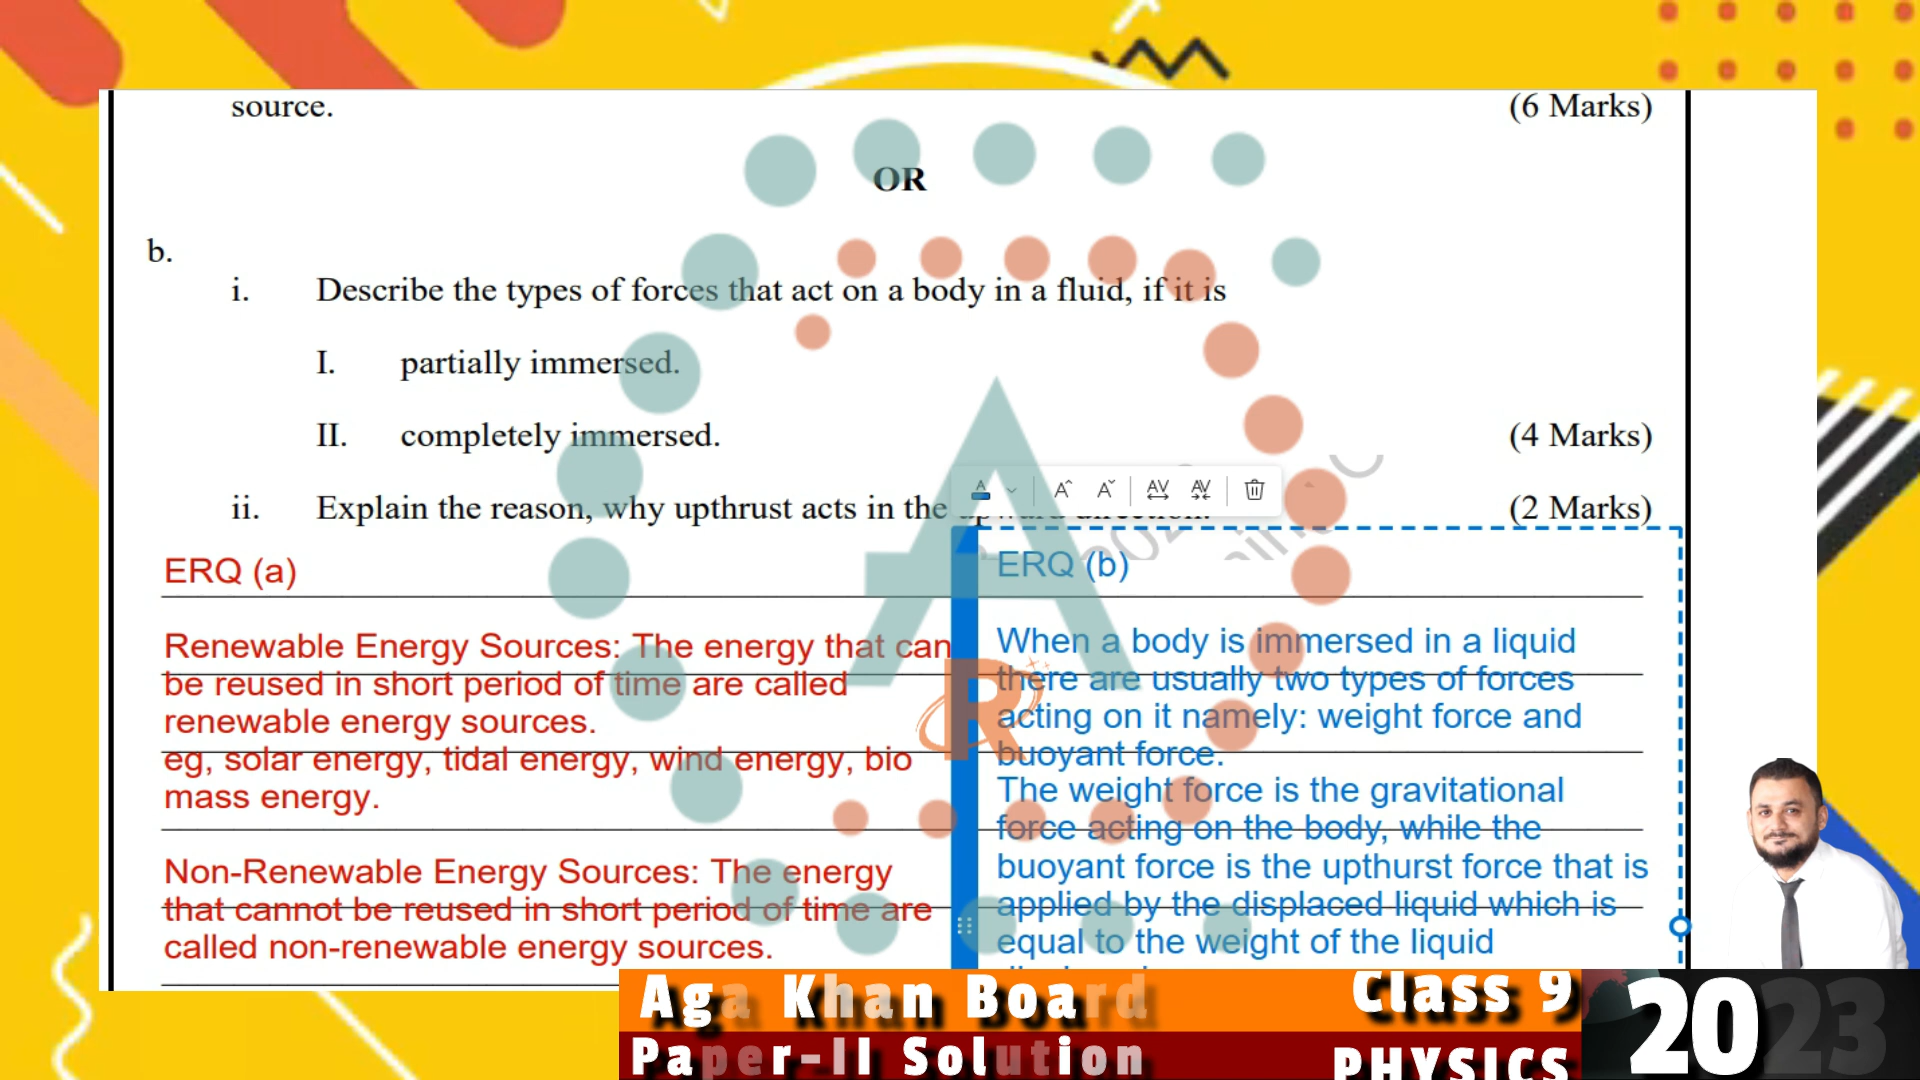 source. (6 Marks)
OR
b.
i. Describe the types of forces that act on a body in a fluid, if it is
I. partially immersed.
II. completely immersed. (4 Marks)
ii. Explain the reason, why upthrust acts in the upward direction. (2 Marks)
ERQ (a)
Renewable Energy Sources: The energy that can
be reused in short period of time are called
renewable energy sources.
eg, solar energy, tidal energy, wind energy, bio
mass energy.
Non-Renewable Energy Sources: The energy
that cannot be reused in short period of time are
called non-renewable energy sources.
ERQ (b)
When a body is immersed in a liquid
there are usually two types of forces
acting on it namely: weight force and
buoyant force.
The weight force is the gravitational
force acting on the body, while the
buoyant force is the upthurst force that is
applied by the displaced liquid which is
equal to the weight of the liquid
Aga Khan Board
Paper-II Solution
Class 9
PHYSICS
2023